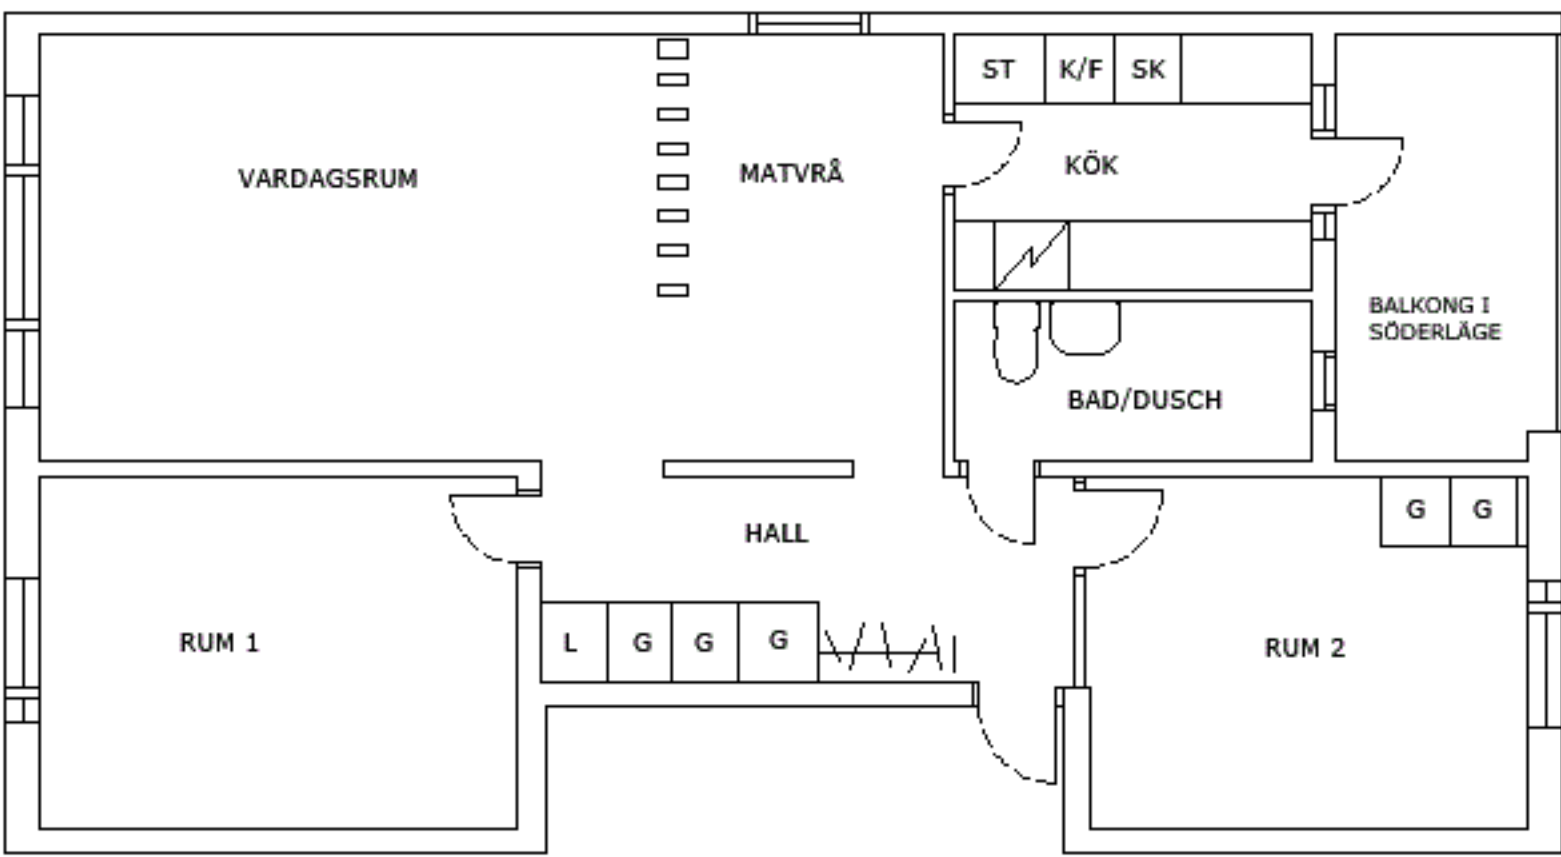 ST
K/F
SK
VARDAGSRUM
MATVRÅ
KÖK
BALKONG I
SÖDERLÄGE
BAD/DUSCH
HALL
G
G
RUM 1
L
G
G
G
RUM 2